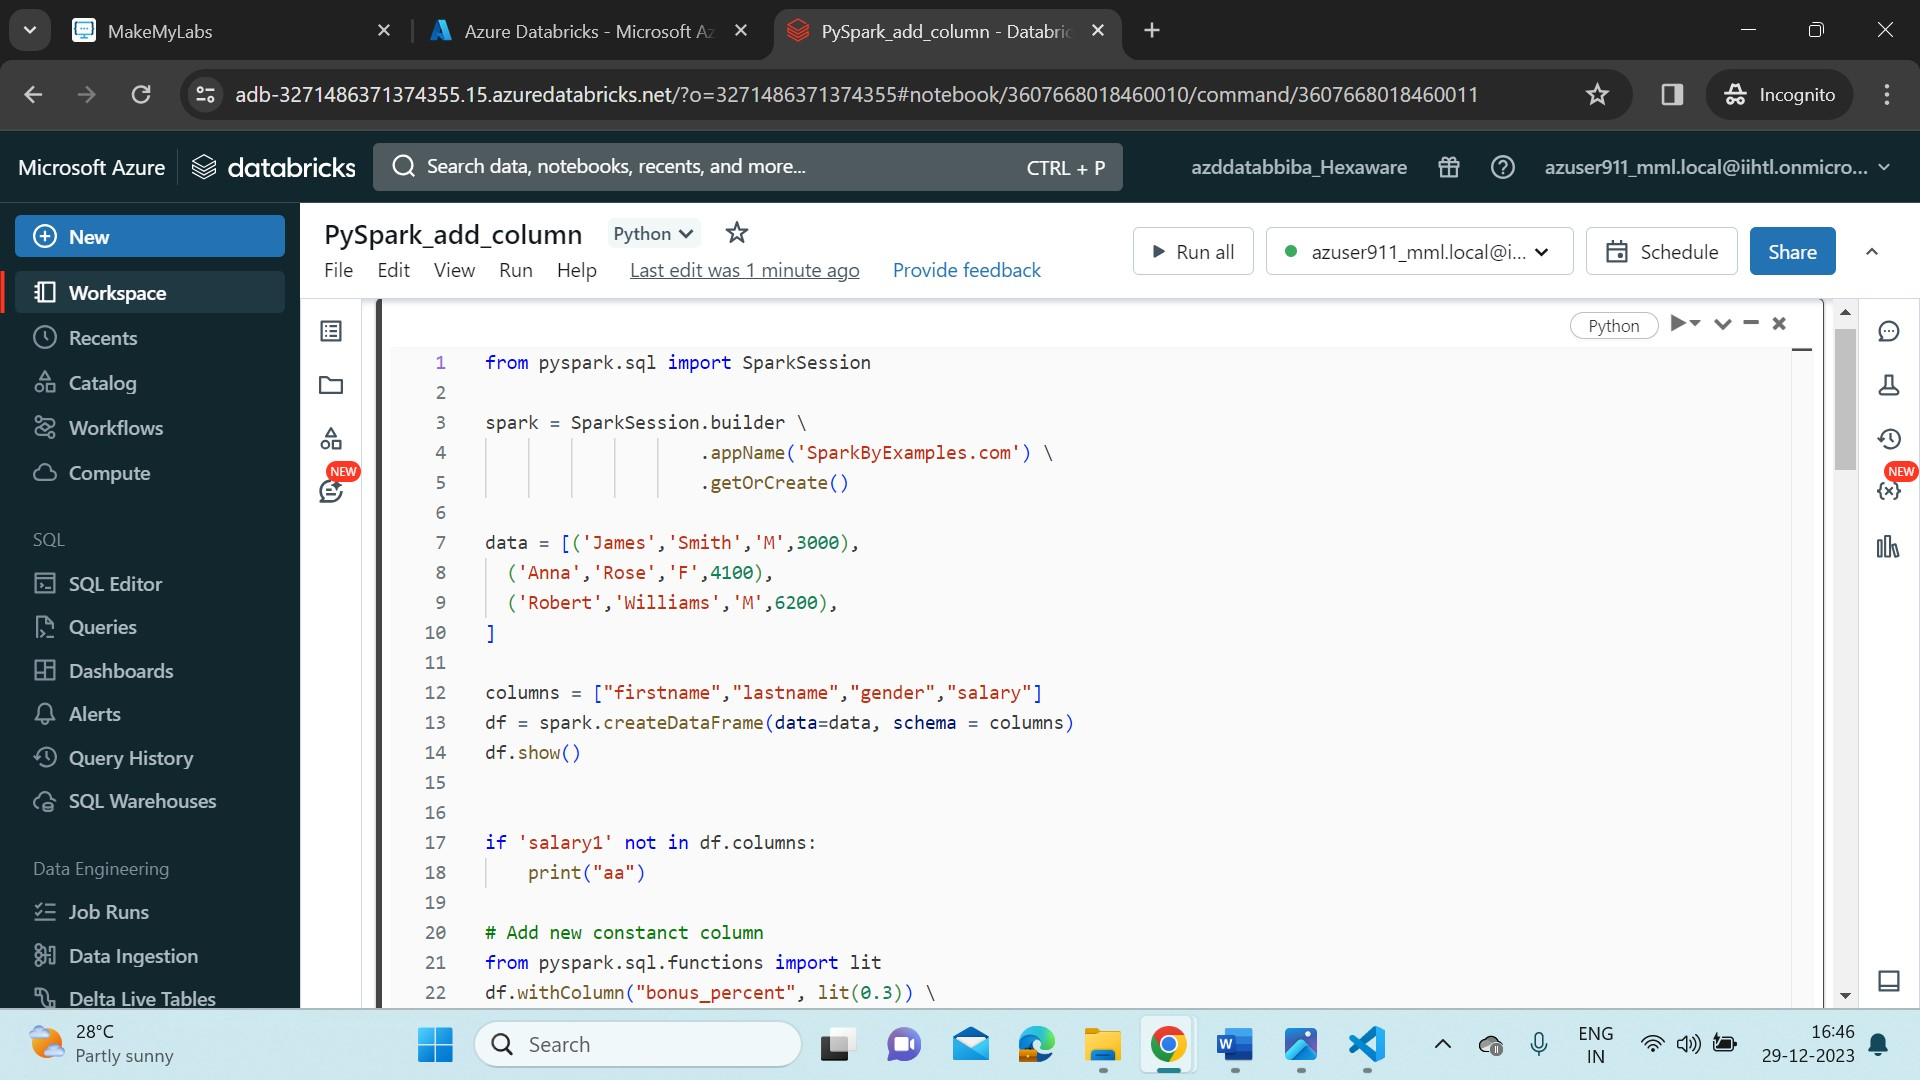 MakeMyLabs
Azure Databricks - Microsoft Az
PySpark_add_column - Databric
adb-3271486371374355.15.azuredatabricks.net/?o=3271486371374355#notebook/3607668018460010/command/3607668018460011
Incognito
Microsoft Azure
databricks
Search data, notebooks, recents, and more...
CTRL + P
azddatabbiba_Hexaware
azuser911_mml.local@iihtl.onmicro...
New
Workspace
Recents
Catalog
Workflows
Compute
SQL
SQL Editor
Queries
Dashboards
Alerts
Query History
SQL Warehouses
Data Engineering
Job Runs
Data Ingestion
Delta Live Tables
PySpark_add_column
Python
File Edit View Run Help Last edit was 1 minute ago Provide feedback
Run all
azuser911_mml.local@i...
Schedule
Share
NEW
NEW
Python
1 from pyspark.sql import SparkSession
2
3 spark = SparkSession.builder \
4 .appName('SparkByExamples.com') \
5 .getOrCreate()
6
7 data = [('James','Smith','M',3000),
8 ('Anna','Rose','F',4100),
9 ('Robert','Williams','M',6200),
10 ]
11
12 columns = ["firstname","lastname","gender","salary"]
13 df = spark.createDataFrame(data=data, schema = columns)
14 df.show()
15
16
17 if 'salary1' not in df.columns:
18 print("aa")
19
20 # Add new constanct column
21 from pyspark.sql.functions import lit
22 df.withColumn("bonus_percent", lit(0.3)) \
28°C
Partly sunny
Search
ENG
IN
16:46
29-12-2023